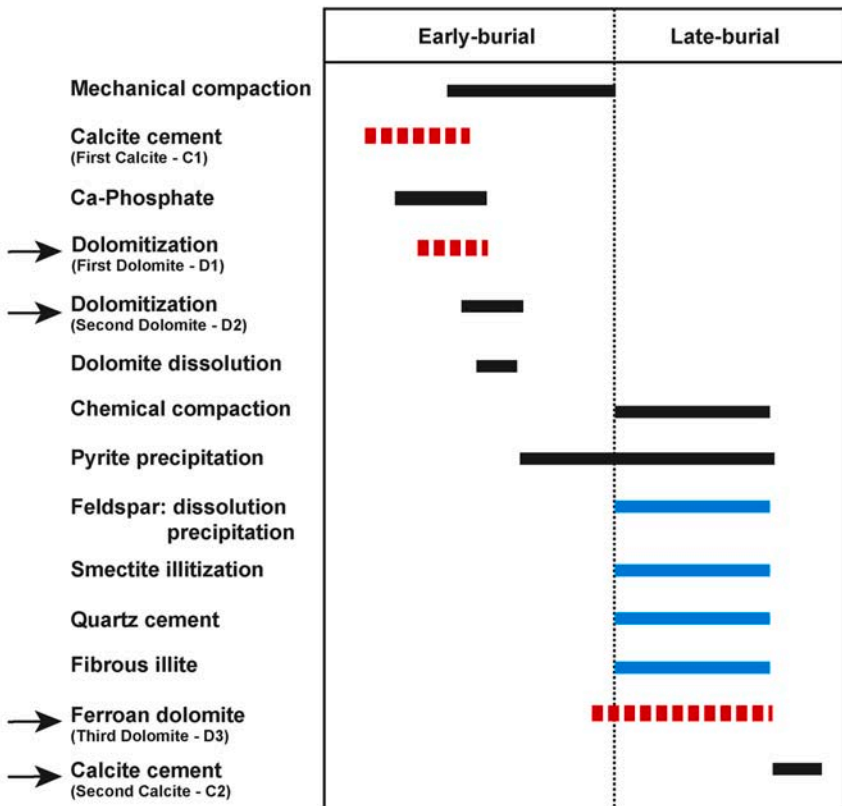 Early-burial Late-burial
Mechanical compaction
Calcite cement
(First Calcite - C1)
Ca-Phosphate
Dolomitization
(First Dolomite - D1)
Dolomitization
(Second Dolomite - D2)
Dolomite dissolution
Chemical compaction
Pyrite precipitation
Feldspar: dissolution
precipitation
Smectite illitization
Quartz cement
Fibrous illite
Ferroan dolomite
(Third Dolomite - D3)
Calcite cement
(Second Calcite - C2)